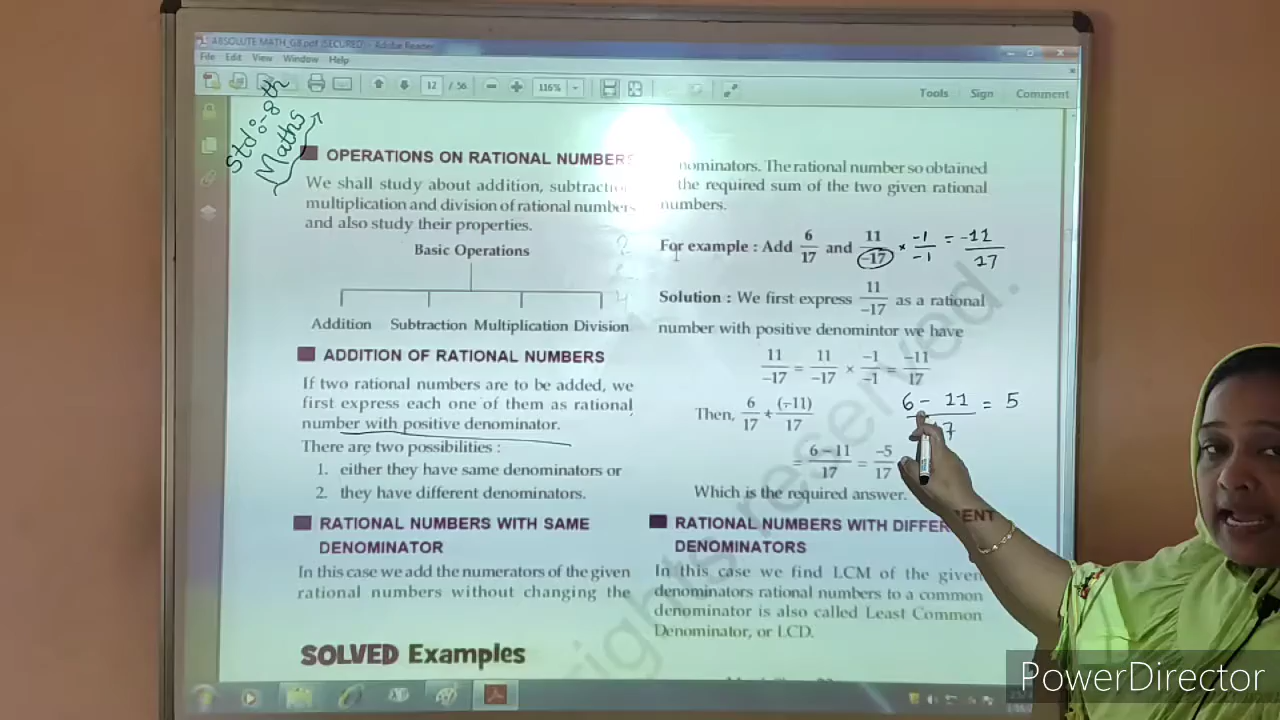 ABSOLUTE MATH_G8.pdf (SECURED) - Adobe Reader
File Edit View Window Help
12 / 56 116% Tools Sign Comment
Std:-8th
Maths
OPERATIONS ON RATIONAL NUMBERS
We shall study about addition, subtraction
multiplication and division of rational numbers
and also study their properties.
Basic Operations
Addition Subtraction Multiplication Division
ADDITION OF RATIONAL NUMBERS
If two rational numbers are to be added, we
first express each one of them as rational
number with positive denominator.
There are two possibilities :
1. either they have same denominators or
2. they have different denominators.
RATIONAL NUMBERS WITH SAME
DENOMINATOR
In this case we add the numerators of the given
rational numbers without changing the
SOLVED Examples
nominators. The rational number so obtained
the required sum of the two given rational
numbers.
For example : Add 6/17 and 11/-17 × -1/-1 = -11/17
Solution : We first express 11/–17 as a rational
number with positive denomintor we have
11/–17 = 11/–17 × –1/–1 = –11/17
Then, 6/17 + (–11)/17
6 - 11 = 5
= 6 – 11/17 = –5/17
Which is the required answer.
RATIONAL NUMBERS WITH DIFFERENT
DENOMINATORS
In this case we find LCM of the given
denominators rational numbers to a common
denominator is also called Least Common
Denominator, or LCD.
rights reserved.
PowerDirector